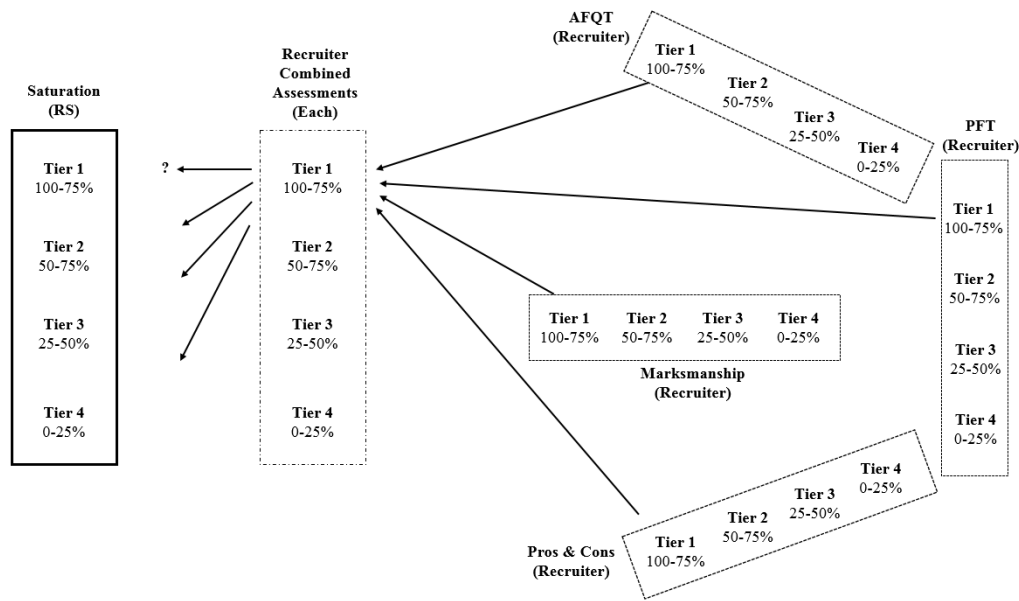 Saturation
(RS)
Tier 1
100-75%
Tier 2
50-75%
Tier 3
25-50%
Tier 4
0-25%
?
Recruiter
Combined
Assessments
(Each)
Tier 1
100-75%
Tier 2
50-75%
Tier 3
25-50%
Tier 4
0-25%
AFQT
(Recruiter)
Tier 1
100-75%
Tier 2
50-75%
Tier 3
25-50%
Tier 4
0-25%
PFT
(Recruiter)
Tier 1
100-75%
Tier 2
50-75%
Tier 3
25-50%
Tier 4
0-25%
Tier 1 Tier 2 Tier 3 Tier 4
100-75% 50-75% 25-50% 0-25%
Marksmanship
(Recruiter)
Pros & Cons
(Recruiter)
Tier 1
100-75%
Tier 2
50-75%
Tier 3
25-50%
Tier 4
0-25%